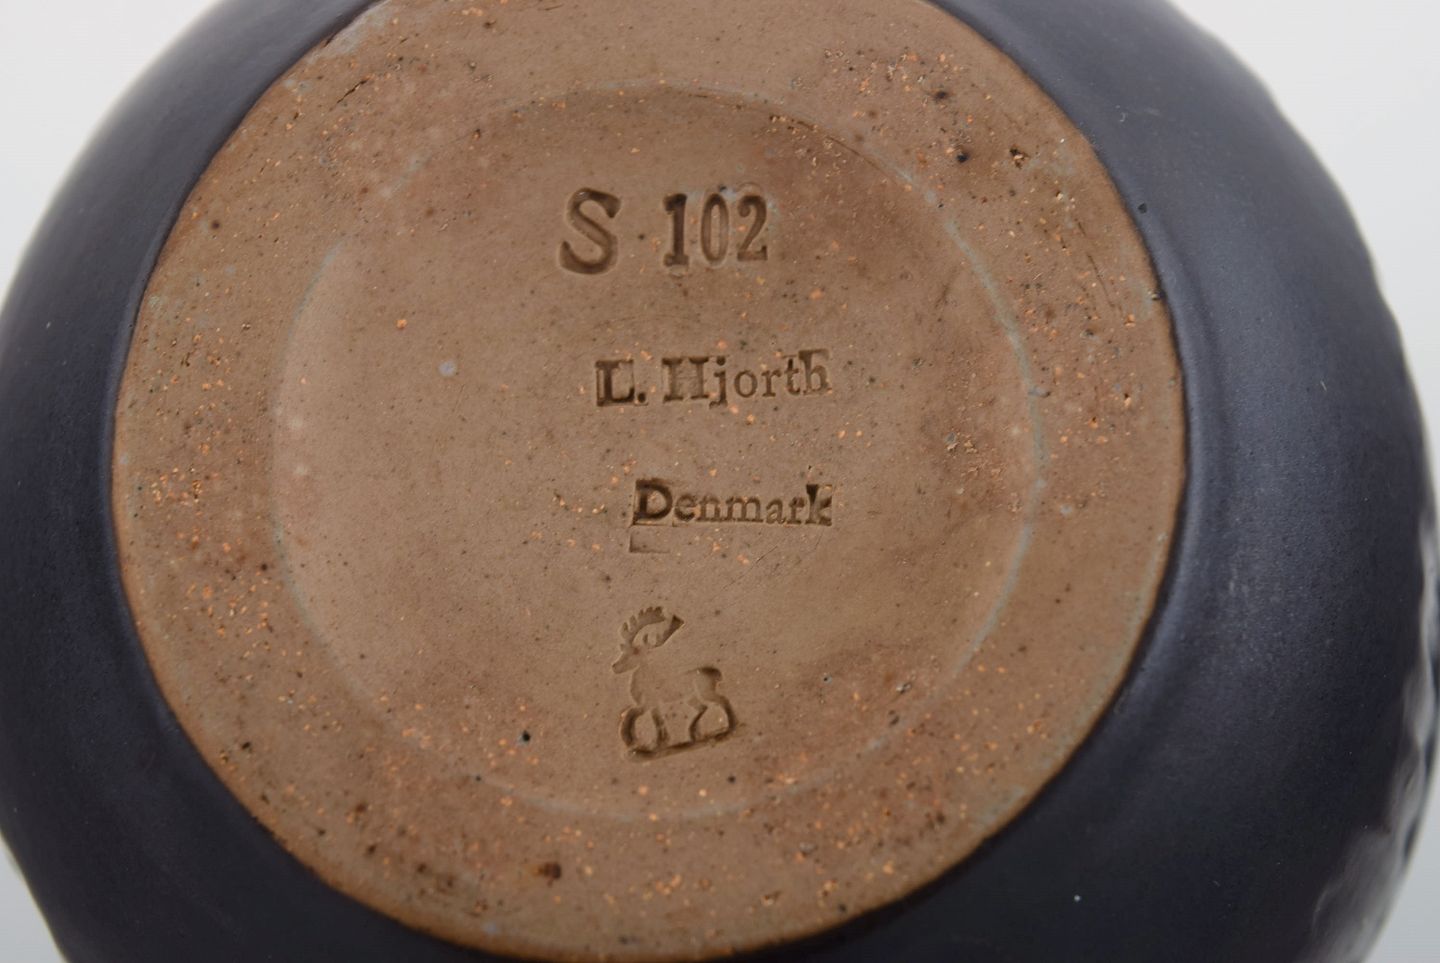 S 102
L. Hjorth
Denmark